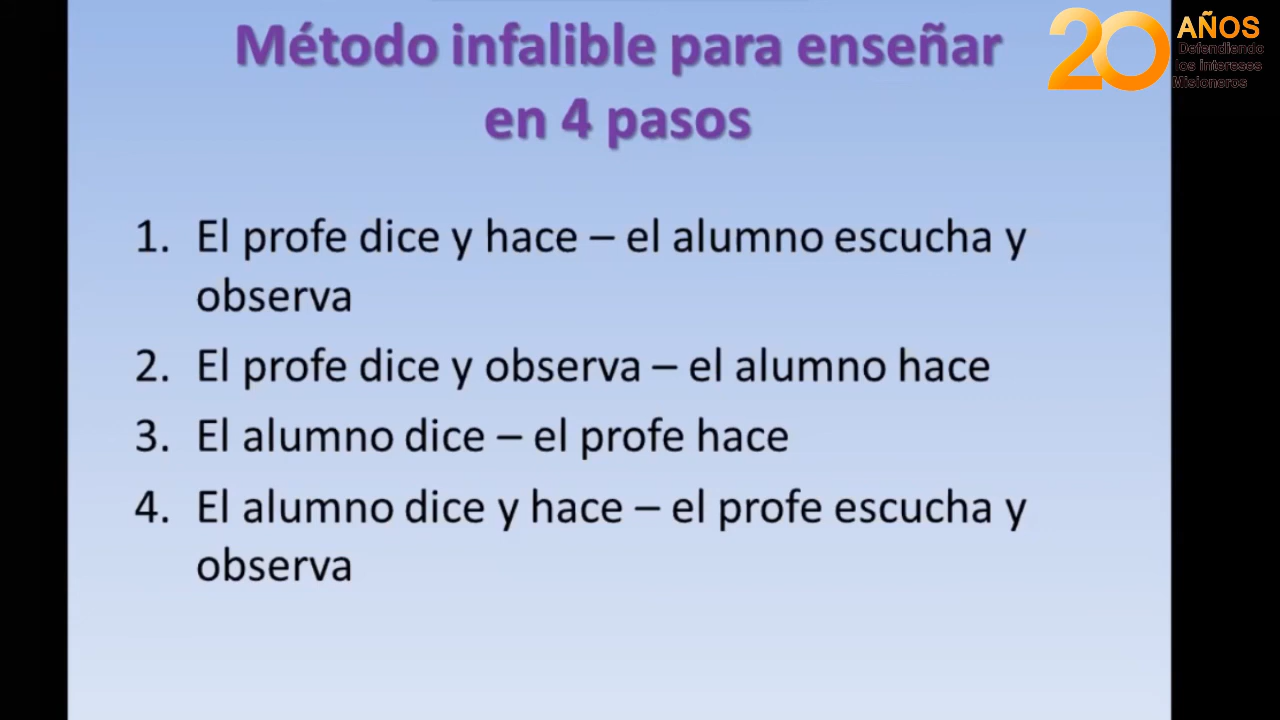 Método infalible para enseñar
en 4 pasos
20 AÑOS
Defendiendo
los intereses
Misioneros
1. El profe dice y hace – el alumno escucha y
observa
2. El profe dice y observa – el alumno hace
3. El alumno dice – el profe hace
4. El alumno dice y hace – el profe escucha y
observa